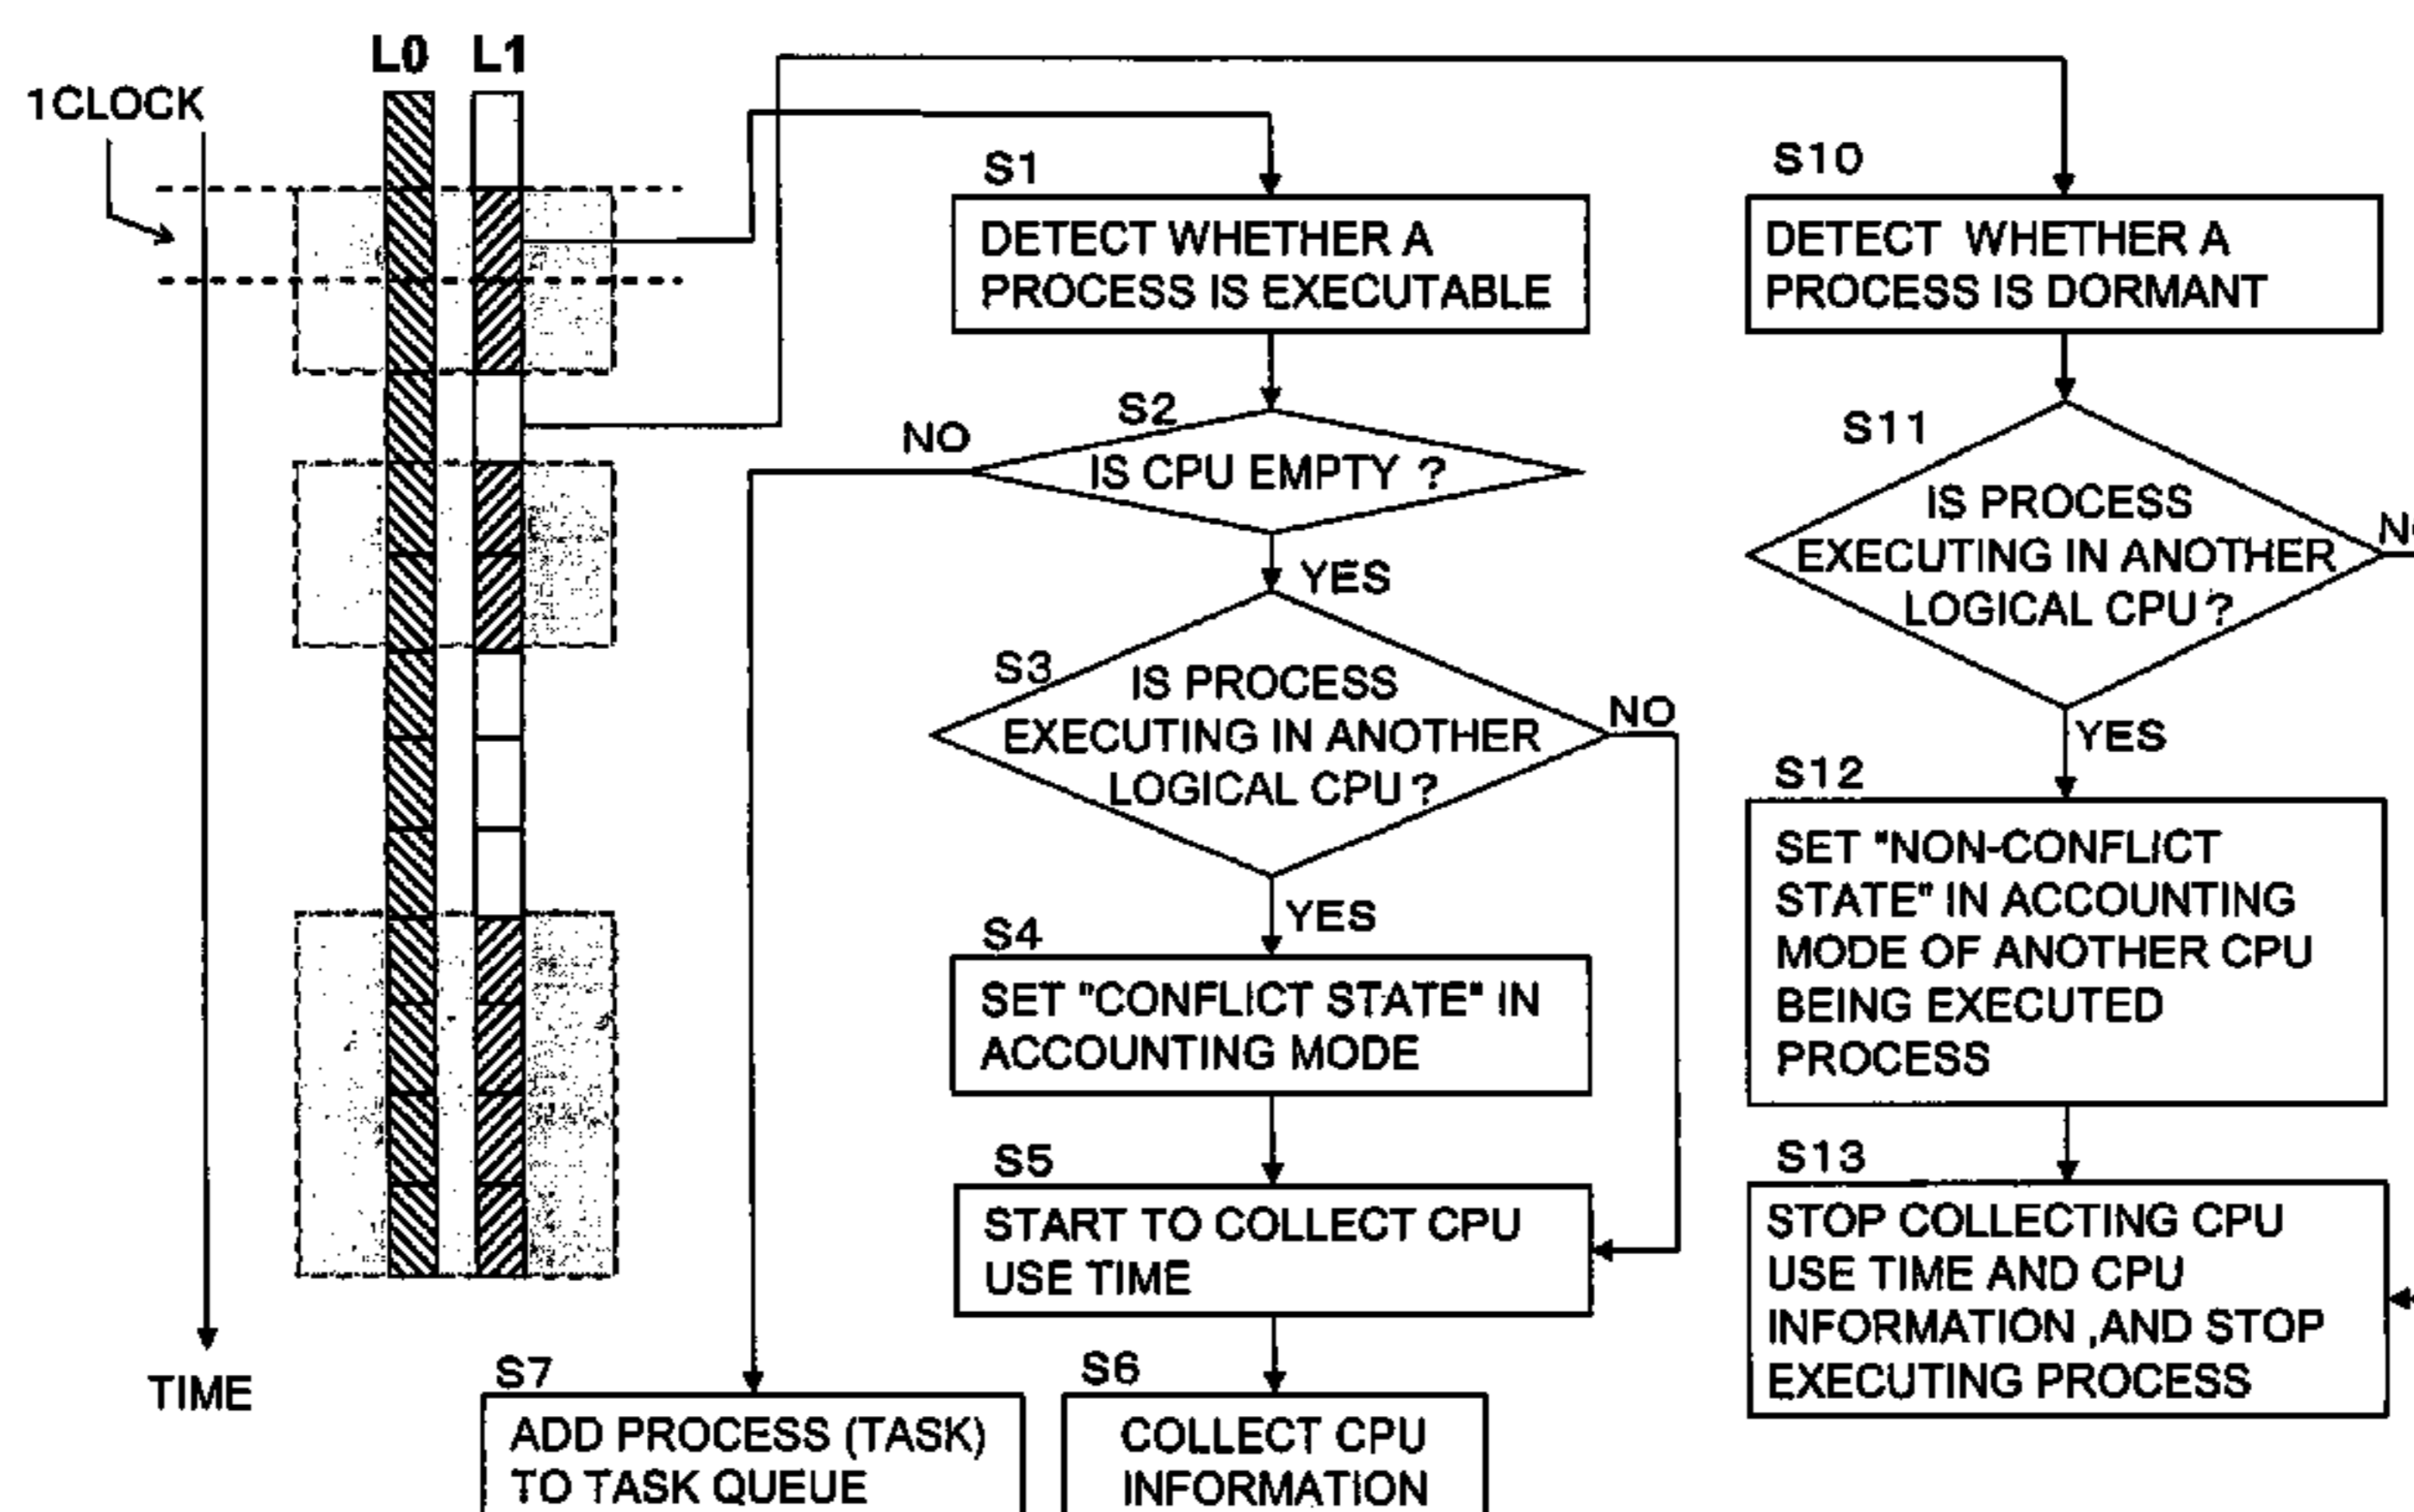 L0 L1
1CLOCK
TIME
S1
DETECT WHETHER A
PROCESS IS EXECUTABLE
S2
IS CPU EMPTY ?
NO
YES
S3
IS PROCESS
EXECUTING IN ANOTHER
LOGICAL CPU ?
NO
YES
S4
SET "CONFLICT STATE" IN
ACCOUNTING MODE
S5
START TO COLLECT CPU
USE TIME
S6
COLLECT CPU
INFORMATION
S7
ADD PROCESS (TASK)
TO TASK QUEUE
S10
DETECT WHETHER A
PROCESS IS DORMANT
S11
IS PROCESS
EXECUTING IN ANOTHER
LOGICAL CPU ?
YES
S12
SET "NON-CONFLICT
STATE" IN ACCOUNTING
MODE OF ANOTHER CPU
BEING EXECUTED
PROCESS
S13
STOP COLLECTING CPU
USE TIME AND CPU
INFORMATION ,AND STOP
EXECUTING PROCESS